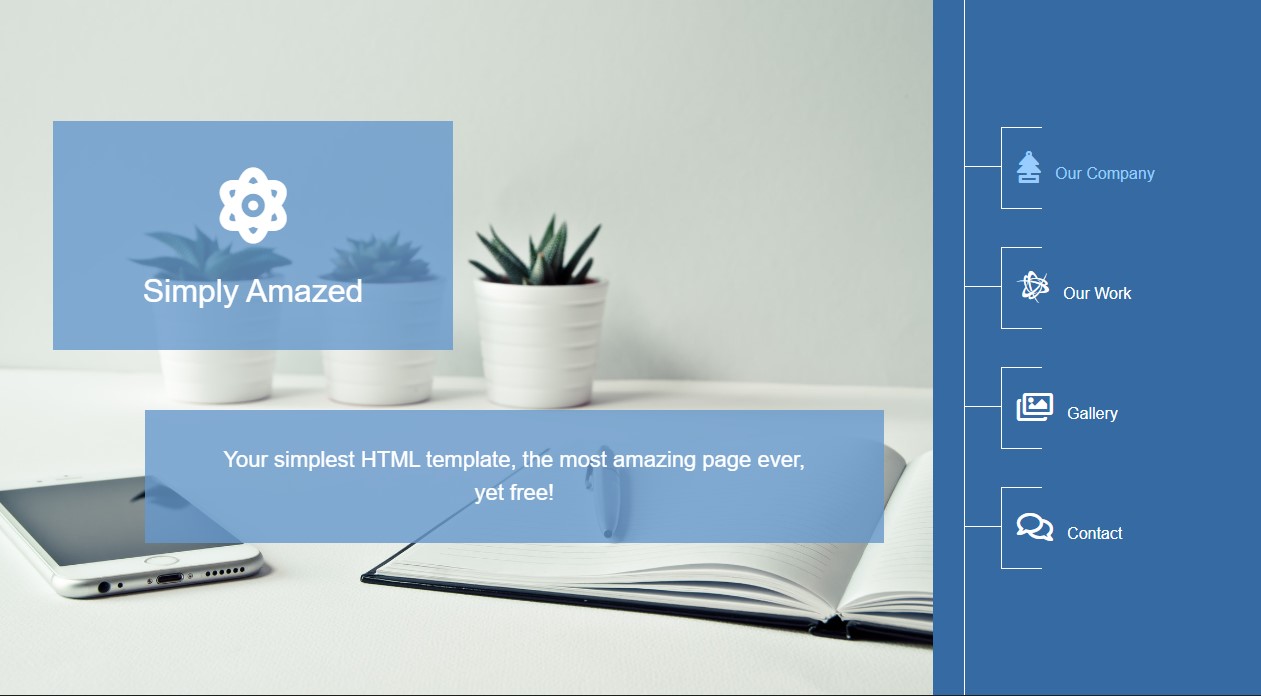 Simply Amazed
Your simplest HTML template, the most amazing page ever,
yet free!
Our Company
Our Work
Gallery
Contact